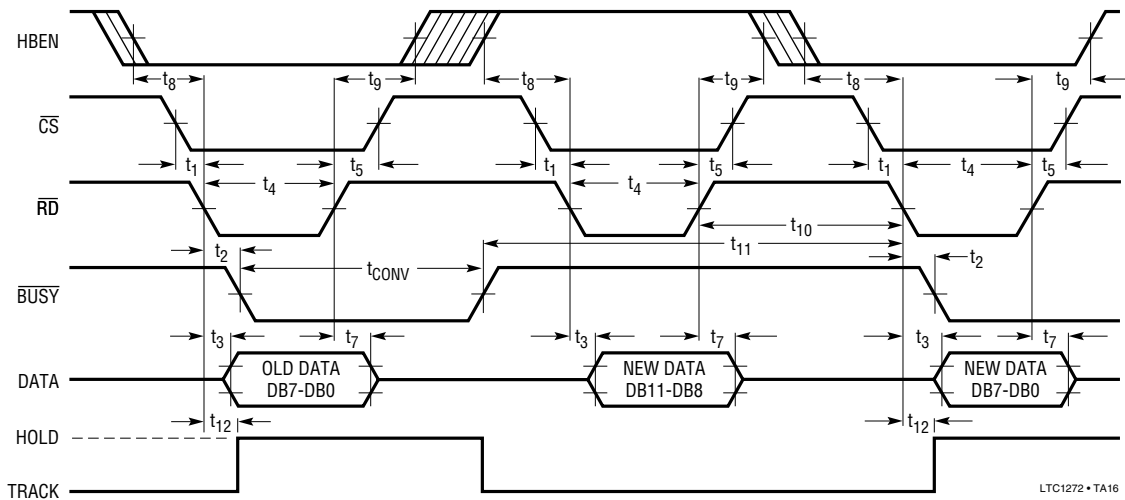 HBEN
t8 t9 t8 t9 t8 t9
CS
t1 t5 t1 t5 t1 t5
t4 t4 t4
RD
t10
t2 t11 t2
tCONV
BUSY
t3 t7 t3 t7 t3 t7
OLD DATA NEW DATA NEW DATA
DATA
DB7-DB0 DB11-DB8 DB7-DB0
t12 t12
HOLD
TRACK
LTC1272 • TA16